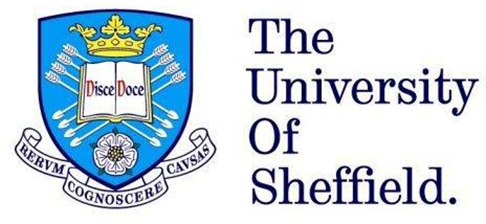 Disce Doce
RERVM
COGNOSCERE
CAVSAS
The
University
Of
Sheffield.